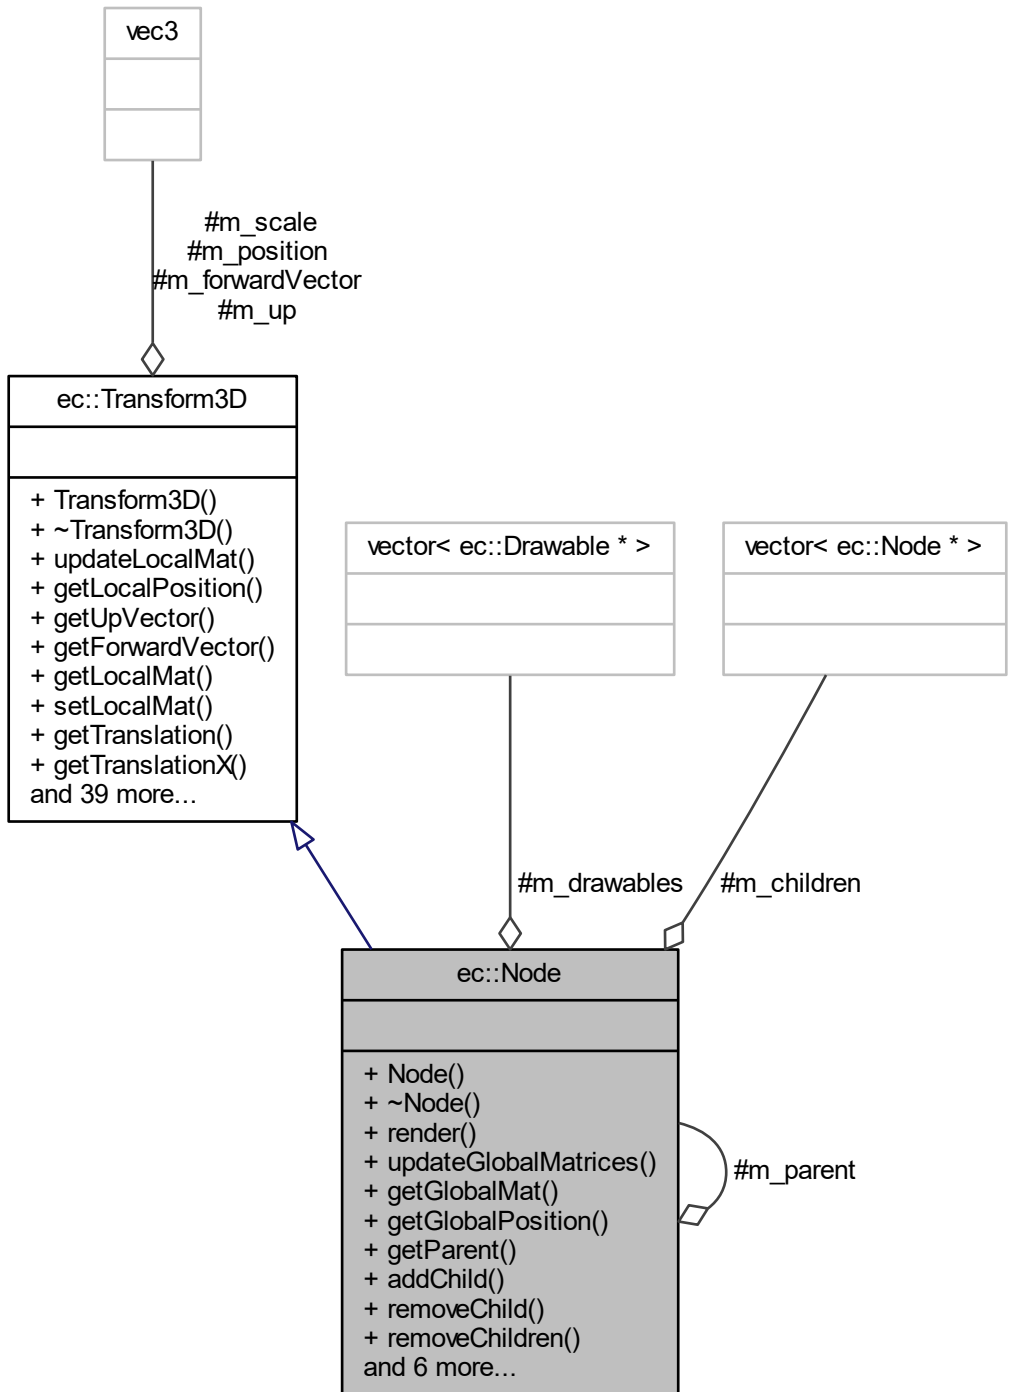 vec3
#m_scale
#m_position
#m_forwardVector
#m_up
ec::Transform3D
+ Transform3D()
+ ~Transform3D()
+ updateLocalMat()
+ getLocalPosition()
+ getUpVector()
+ getForwardVector()
+ getLocalMat()
+ setLocalMat()
+ getTranslation()
+ getTranslationX()
and 39 more...
vector< ec::Drawable * >
vector< ec::Node * >
#m_drawables
#m_children
ec::Node
+ Node()
+ ~Node()
+ render()
+ updateGlobalMatrices()
+ getGlobalMat()
+ getGlobalPosition()
+ getParent()
+ addChild()
+ removeChild()
+ removeChildren()
and 6 more...
#m_parent